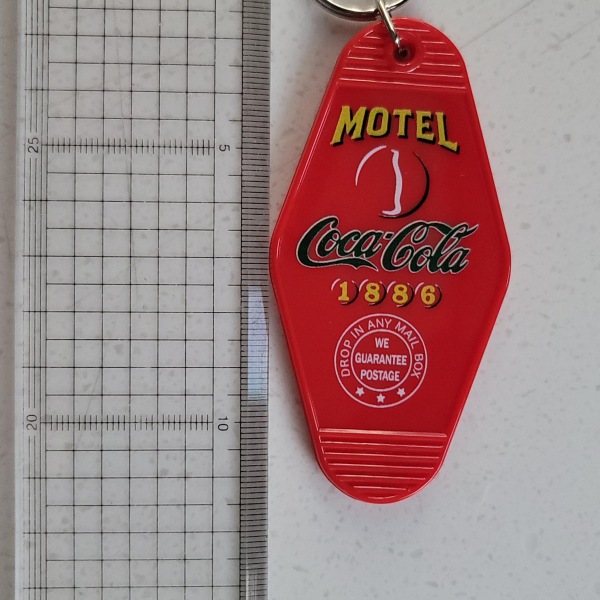 MOTEL
Coca-Cola
1886
DROP IN ANY MAIL BOX
WE
GUARANTEE
POSTAGE
25
5
20
10